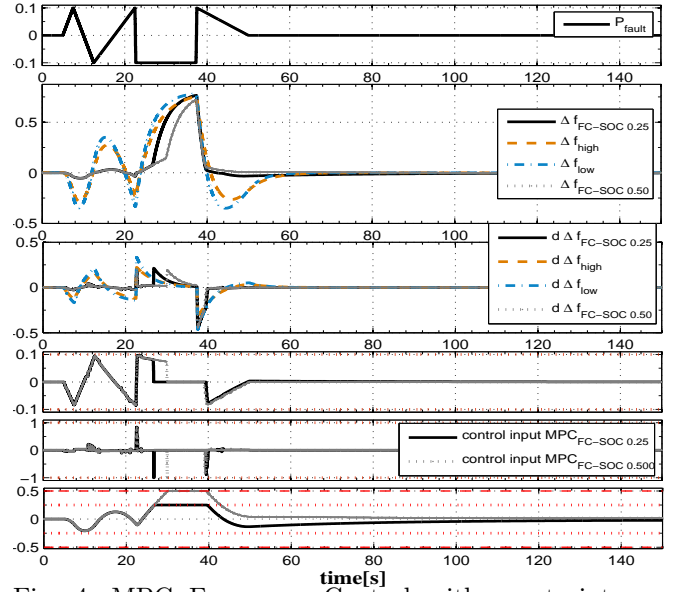 0.1
0
-0.1
P_fault
0 20 40 60 80 100 120 140
0.5
0
-0.5
Δ f_FC−SOC 0.25
Δ f_high
Δ f_low
Δ f_FC−SOC 0.50
0 20 40 60 80 100 120 140
0.5
0
-0.5
d Δ f_FC−SOC 0.25
d Δ f_high
d Δ f_low
d Δ f_FC−SOC 0.50
0 20 40 60 80 100 120 140
0.1
0
-0.1
0 20 40 60 80 100 120 140
1
0
−1
control input MPC_FC−SOC 0.25
control input MPC_FC−SOC 0.500
0 20 40 60 80 100 120 140
0.5
0
-0.5
0 20 40 60 80 100 120 140
time[s]